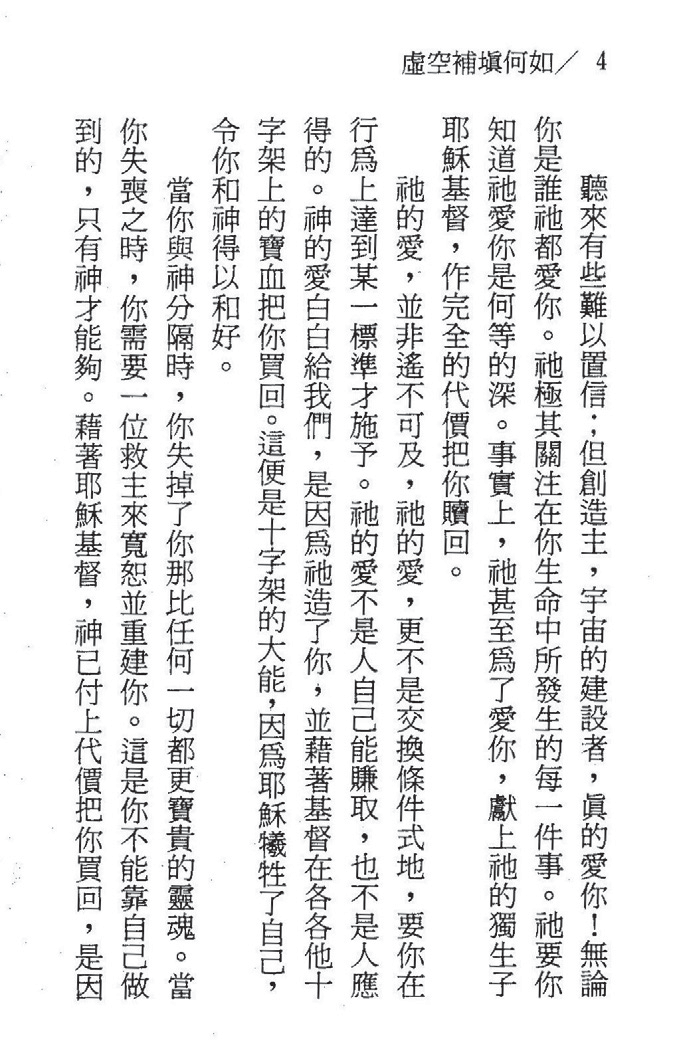 虛空補填何如／ 4
聽來有些難以置信；但創造主，宇宙的建設者，眞的愛你！無論
你是誰祂都愛你。祂極其關注在你生命中所發生的每一件事。祂要你
知道祂愛你是何等的深。事實上，祂甚至爲了愛你，獻上祂的獨生子
耶穌基督，作完全的代價把你贖回。
祂的愛，並非遙不可及，祂的愛，更不是交換條件式地，要你在
行爲上達到某一標準才施予。祂的愛不是人自己能賺取，也不是人應
得的。神的愛白白給我們，是因爲祂造了你，並藉著基督在各各他十
字架上的寶血把你買回。這便是十字架的大能，因爲耶穌犧牲了自己，
令你和神得以和好。
當你與神分隔時，你失掉了你那比任何一切都更寶貴的靈魂。當
你失喪之時，你需要一位救主來寬恕並重建你。這是你不能靠自己做
到的，只有神才能夠。藉著耶穌基督，神已付上代價把你買回，是因